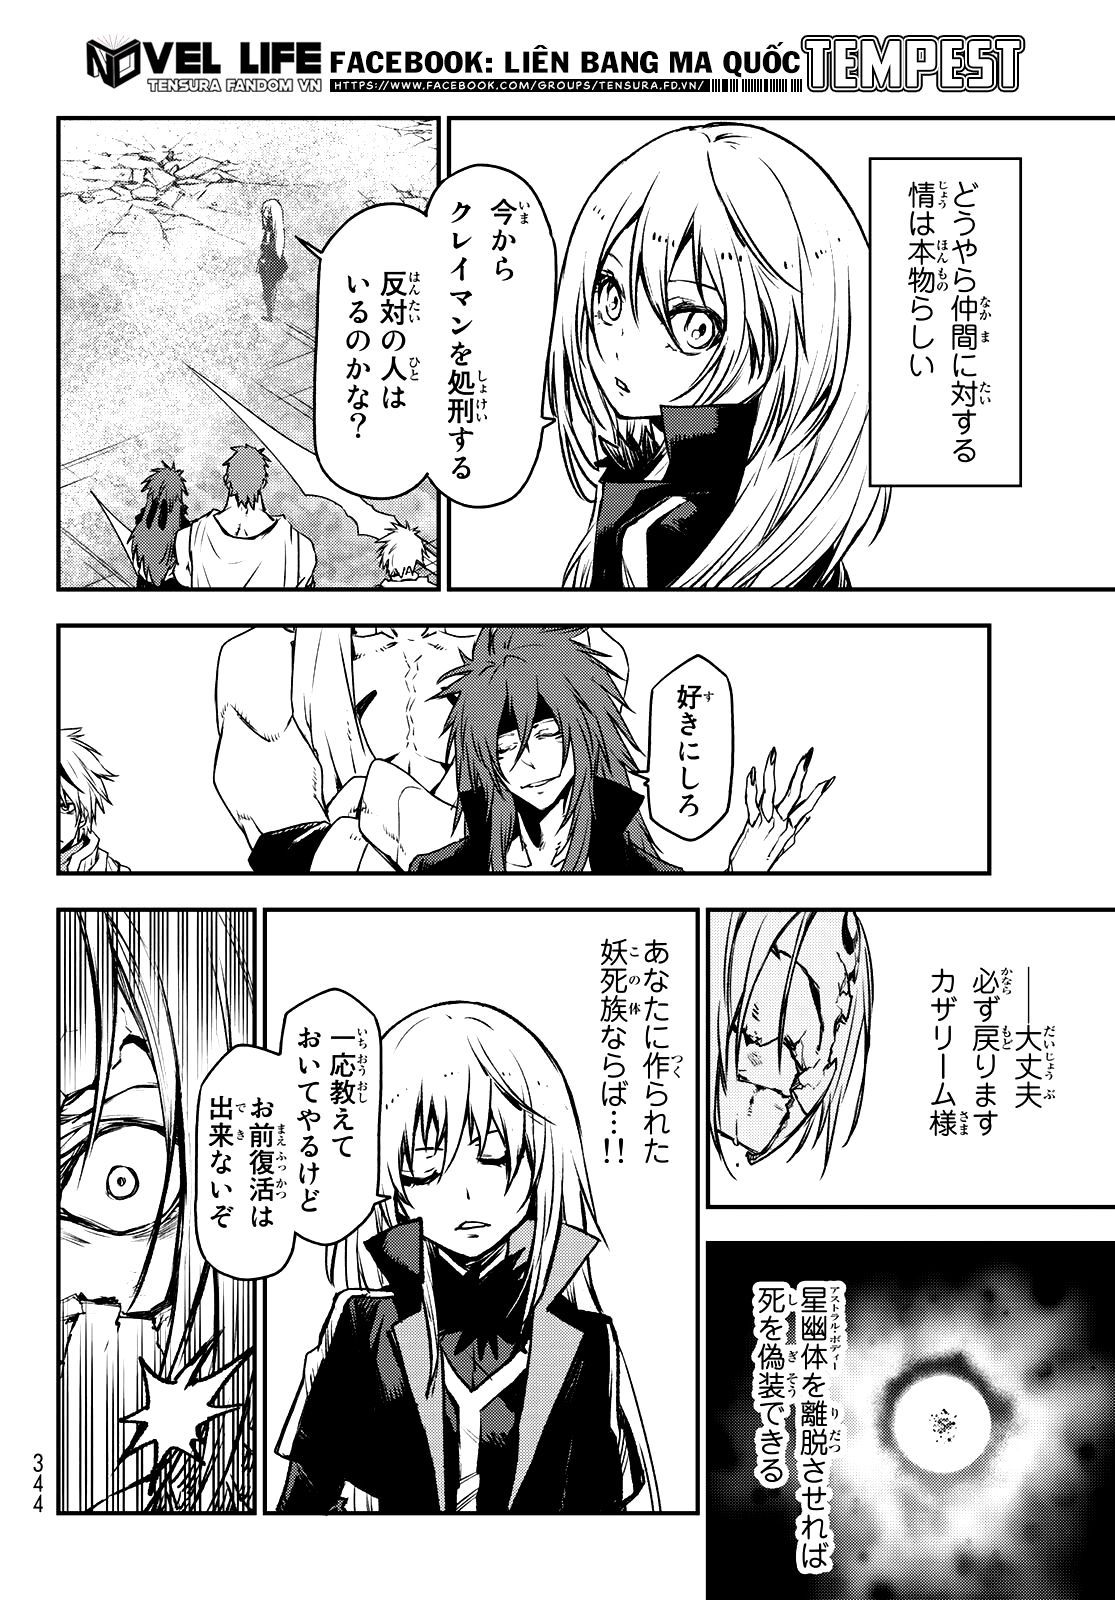 NOVEL LIFE
TENSURA FANDOM VN
FACEBOOK: LIÊN BANG MA QUỐC
HTTPS://WWW.FACEBOOK.COM/GROUPS/TENSURA.FD.VN/
TEMPEST
どうやら仲間に対する
情は本物らしい
今から
クレイマンを処刑する
反対の人は
いるのかな?
好きにしろ
――大丈夫
必ず戻ります
カザリーム様
星幽体を離脱させれば
死を偽装できる
あなたに作られた
妖死族ならば…!!
一応教えて
おいてやるけど
お前復活は
出来ないぞ
344